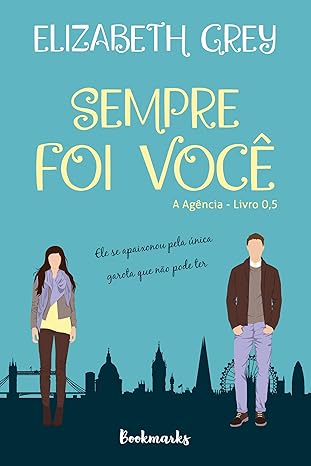 ELIZABETH GREY
SEMPRE
FOI VOCÊ
A Agência - Livro 0,5
Ele se apaixonou pela única
garota que não pode ter
Bookmarks